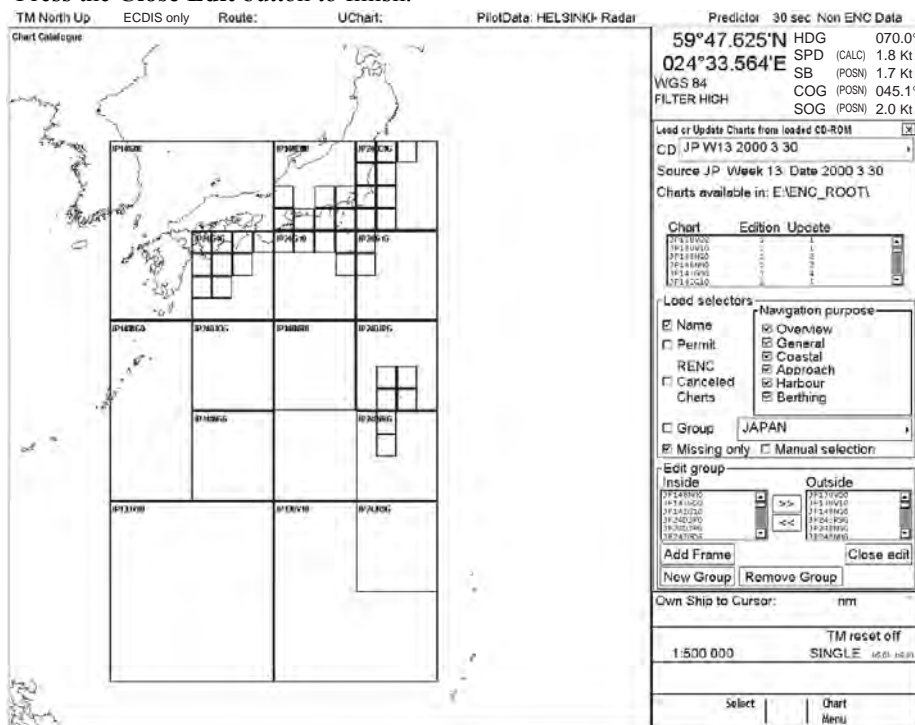 Press the Close Edit button to finish.
TM North Up ECDIS only Route: UChart: PilotData: HELSINKI- Radar Predictor 30 sec Non ENC Data
Chart Catalogue
59°47.625'N
024°33.564'E
WGS 84
FILTER HIGH
HDG 070.0°
SPD (CALC) 1.8 Kt
SB (POSN) 1.7 Kt
COG (POSN) 045.1°
SOG (POSN) 2.0 Kt
Load or Update Charts from loaded CD-ROM
CD JP W13 2000 3 30
Source JP Week 13 Date 2000 3 30
Charts available in: E:\ENC_ROOT\
Chart Edition Update
Load selectors
Name
Permit
RENC
Canceled
Charts
Navigation purpose
Overview
General
Coastal
Approach
Harbour
Berthing
Group JAPAN
Missing only Manual selection
Edit group
Inside Outside
>>
<<
Add Frame Close edit
New Group Remove Group
Own Ship to Cursor: nm
TM reset off
1:500 000 SINGLE
Select Chart
Menu